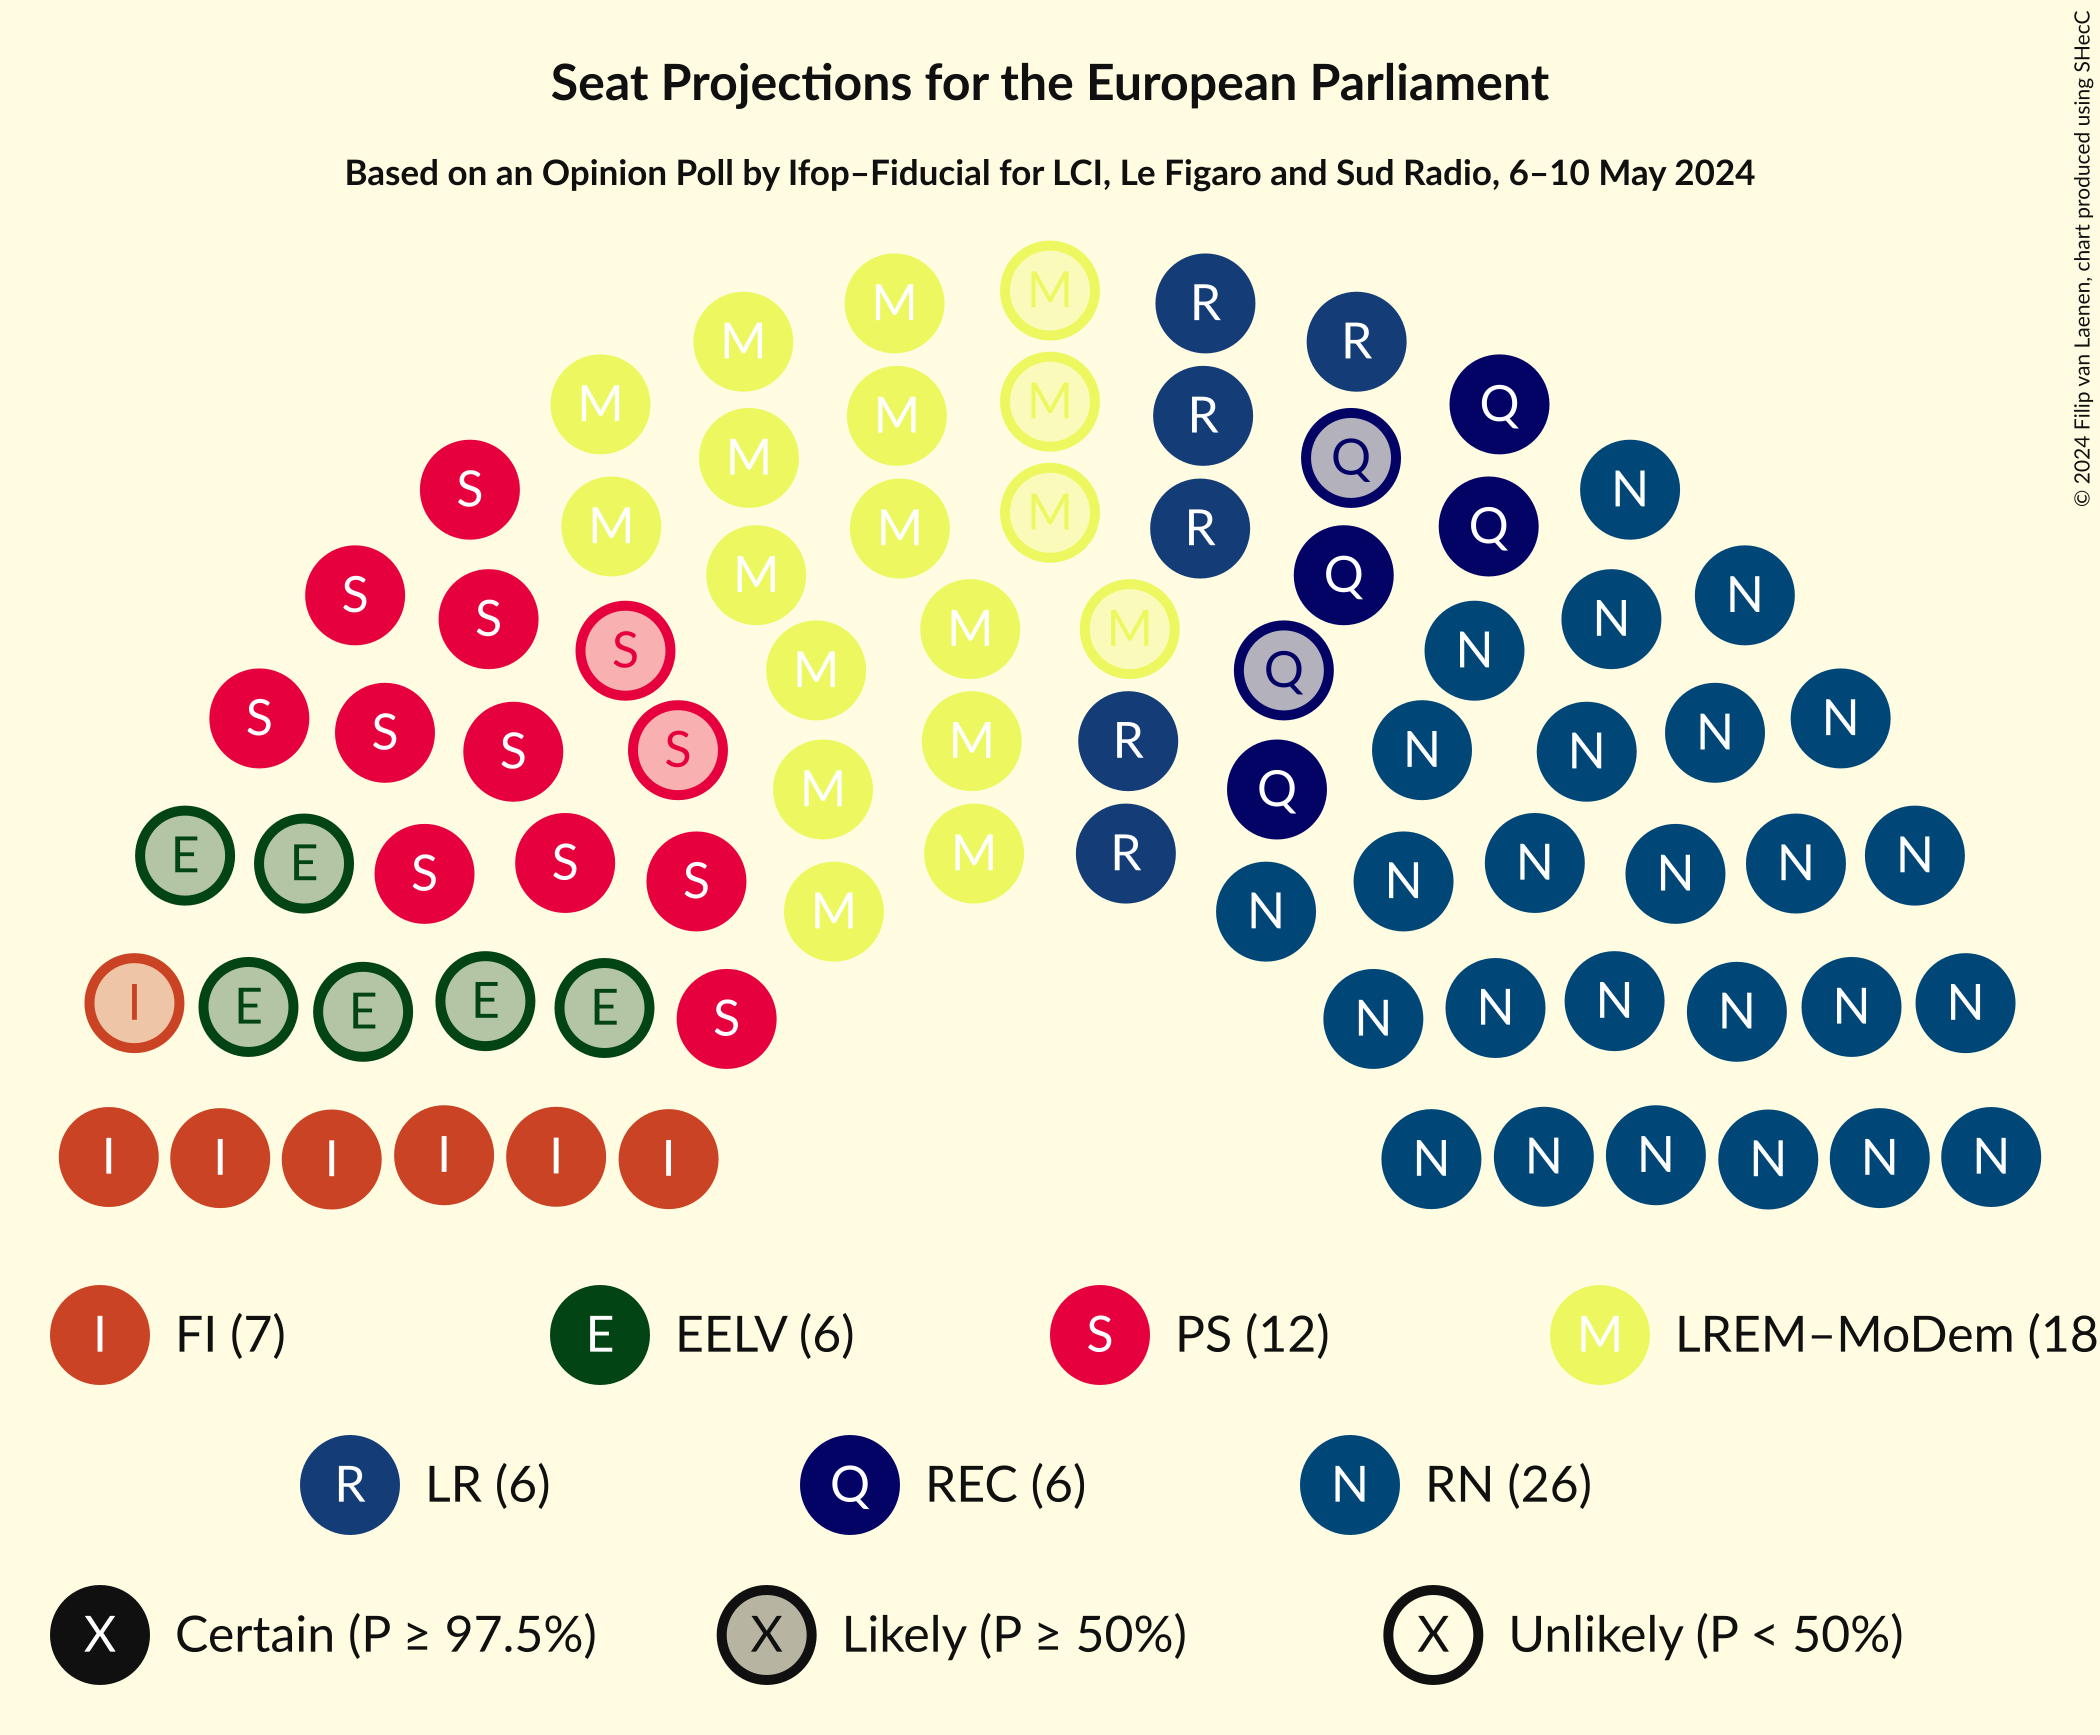 Seat Projections for the European Parliament
Based on an Opinion Poll by Ifop–Fiducial for LCI, Le Figaro and Sud Radio, 6–10 May 2024
© 2024 Filip van Laenen, chart produced using SHecC
M
M M R R
M M Q
M M R Q
S M M N
M M R Q
S S M Q N N
S M M Q N
S S S M R N N N
S M Q N
E E S S S M M R N N N N N N
M N
I E E E E S N N N N N N
I I I I I I N N N N N N
I FI (7) E EELV (6) S PS (12) M LREM–MoDem (18
R LR (6) Q REC (6) N RN (26)
X Certain (P ≥ 97.5%) X Likely (P ≥ 50%) X Unlikely (P < 50%)